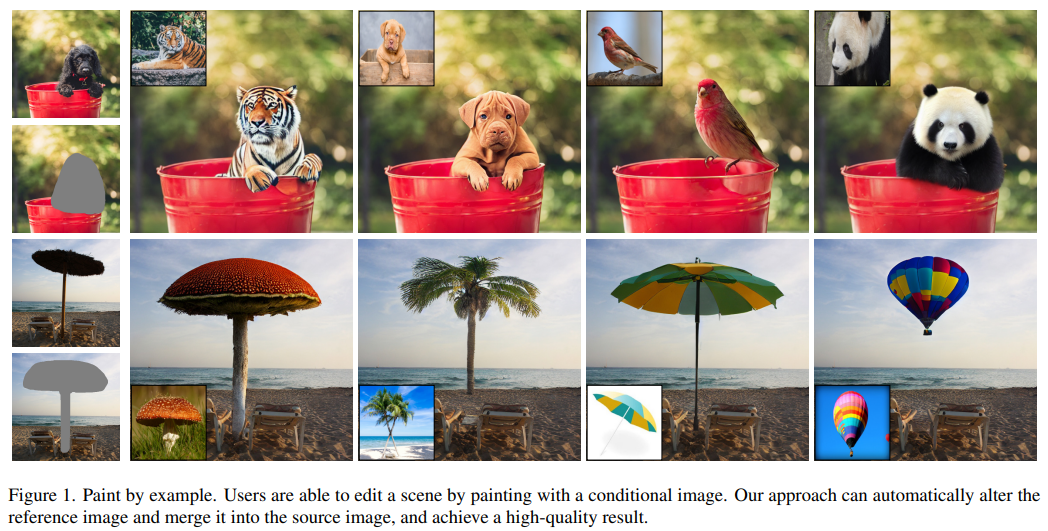 Figure 1. Paint by example. Users are able to edit a scene by painting with a conditional image. Our approach can automatically alter the
reference image and merge it into the source image, and achieve a high-quality result.